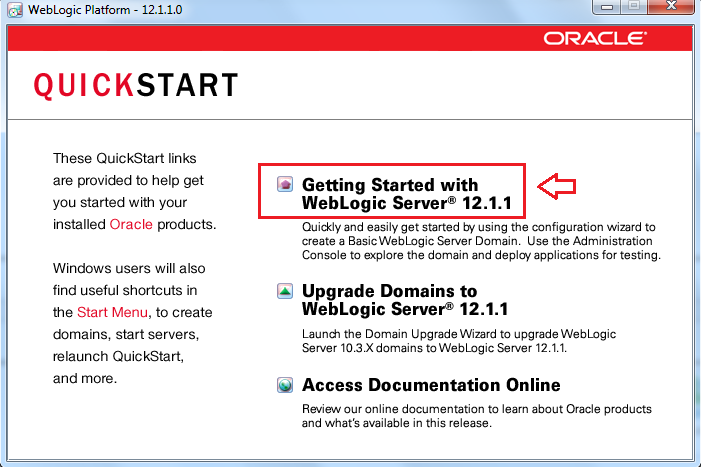 WebLogic Platform - 12.1.1.0
ORACLE®
QUICKSTART
These QuickStart links
are provided to help get
you started with your
installed Oracle products.
Windows users will also
find useful shortcuts in
the Start Menu, to create
domains, start servers,
relaunch QuickStart,
and more.
Getting Started with
WebLogic Server® 12.1.1
Quickly and easily get started by using the configuration wizard to
create a Basic WebLogic Server Domain. Use the Administration
Console to explore the domain and deploy applications for testing.
Upgrade Domains to
WebLogic Server® 12.1.1
Launch the Domain Upgrade Wizard to upgrade WebLogic
Server 10.3.X domains to WebLogic Server 12.1.1.
Access Documentation Online
Review our online documentation to learn about Oracle products
and what's available in this release.